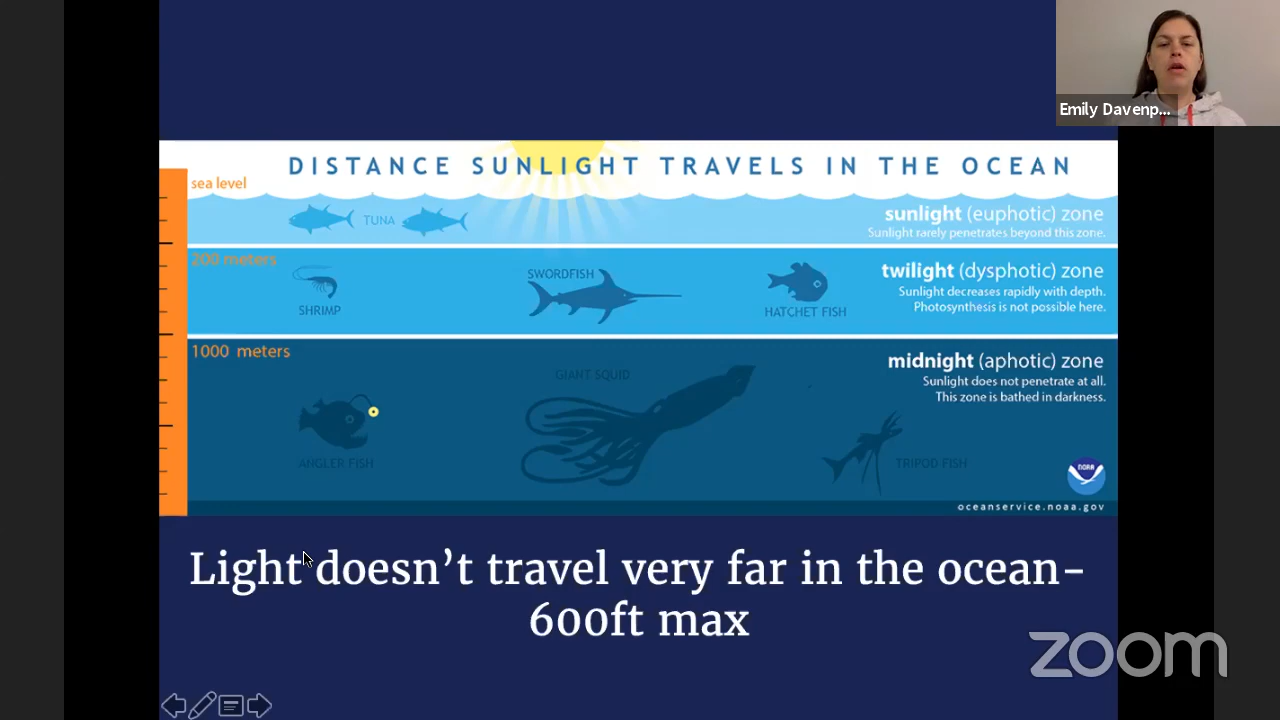 Emily Davenp...
DISTANCE SUNLIGHT TRAVELS IN THE OCEAN
sea level
TUNA
sunlight (euphotic) zone
Sunlight rarely penetrates beyond this zone.
200 meters
SHRIMP
SWORDFISH
HATCHET FISH
twilight (dysphotic) zone
Sunlight decreases rapidly with depth.
Photosynthesis is not possible here.
1000 meters
GIANT SQUID
ANGLER FISH
TRIPOD FISH
midnight (aphotic) zone
Sunlight does not penetrate at all.
This zone is bathed in darkness.
NOAA
oceanservice.noaa.gov
Light doesn't travel very far in the ocean-
600ft max
zoom